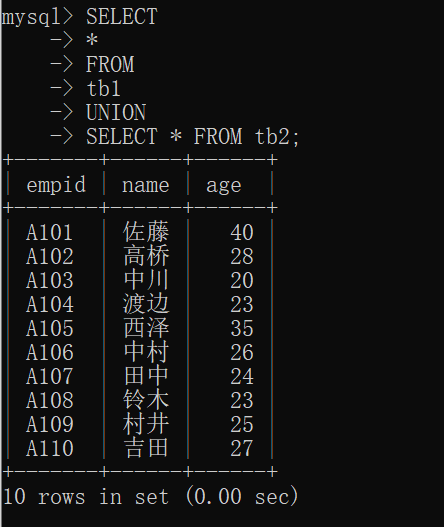 mysql> SELECT
    -> *
    -> FROM
    -> tb1
    -> UNION
    -> SELECT * FROM tb2;
+-------+------+------+
| empid | name | age  |
+-------+------+------+
| A101  | 佐藤 |   40 |
| A102  | 高桥 |   28 |
| A103  | 中川 |   20 |
| A104  | 渡边 |   23 |
| A105  | 西泽 |   35 |
| A106  | 中村 |   26 |
| A107  | 田中 |   24 |
| A108  | 铃木 |   23 |
| A109  | 村井 |   25 |
| A110  | 吉田 |   27 |
+-------+------+------+
10 rows in set (0.00 sec)